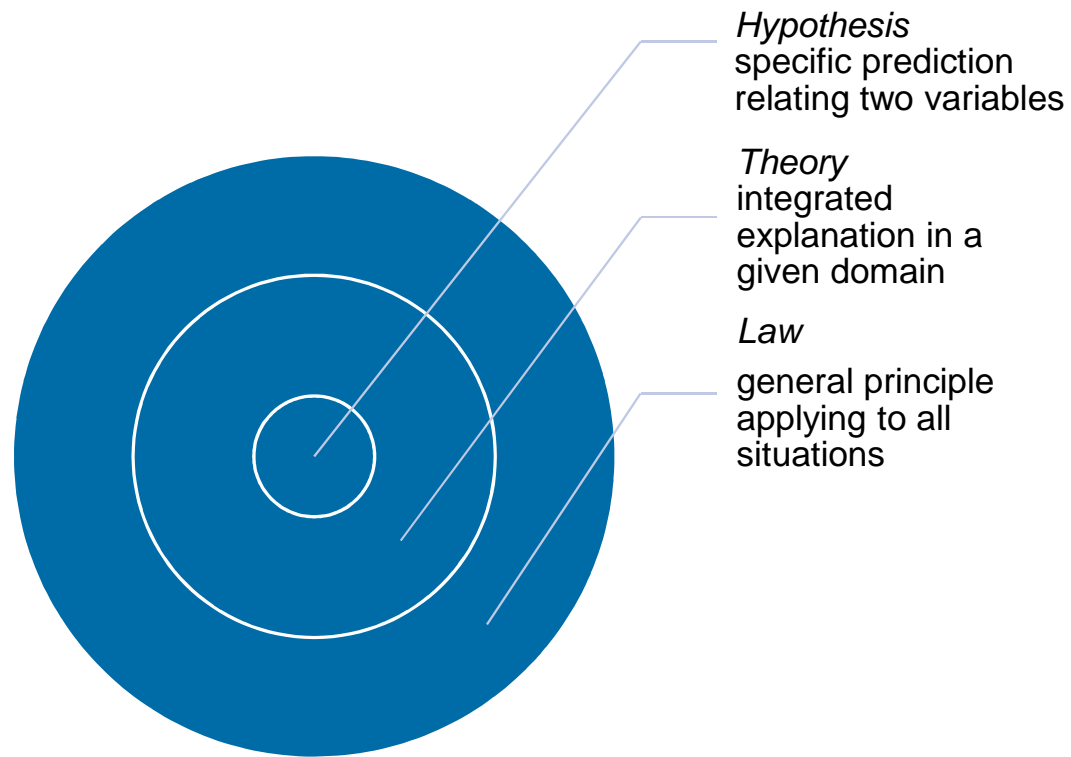 Hypothesis
specific prediction
relating two variables
Theory
integrated
explanation in a
given domain
Law
general principle
applying to all
situations